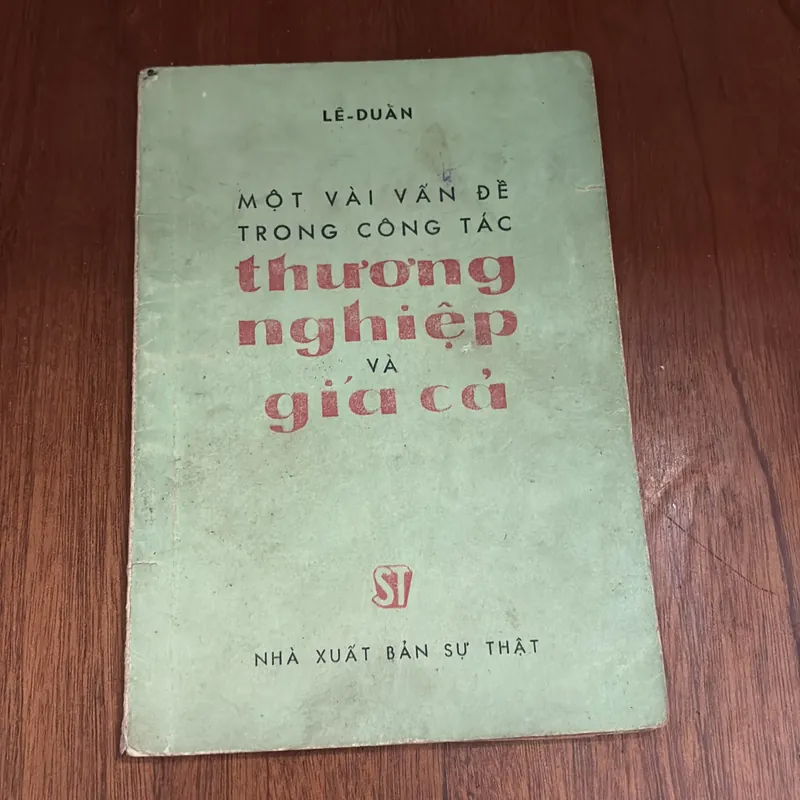 LÊ-DUẨN
MỘT VÀI VẤN ĐỀ
TRONG CÔNG TÁC
thương
nghiệp
VÀ
giá cả
ST
NHÀ XUẤT BẢN SỰ THẬT